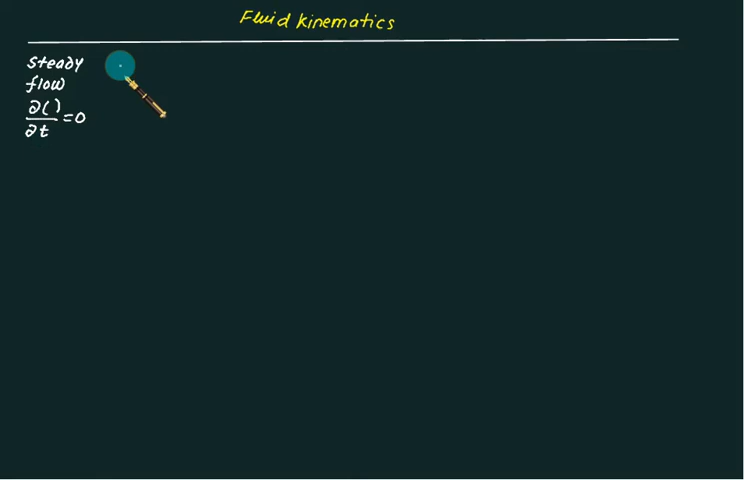 Fluid kinematics
steady
flow
∂( )/∂t = 0